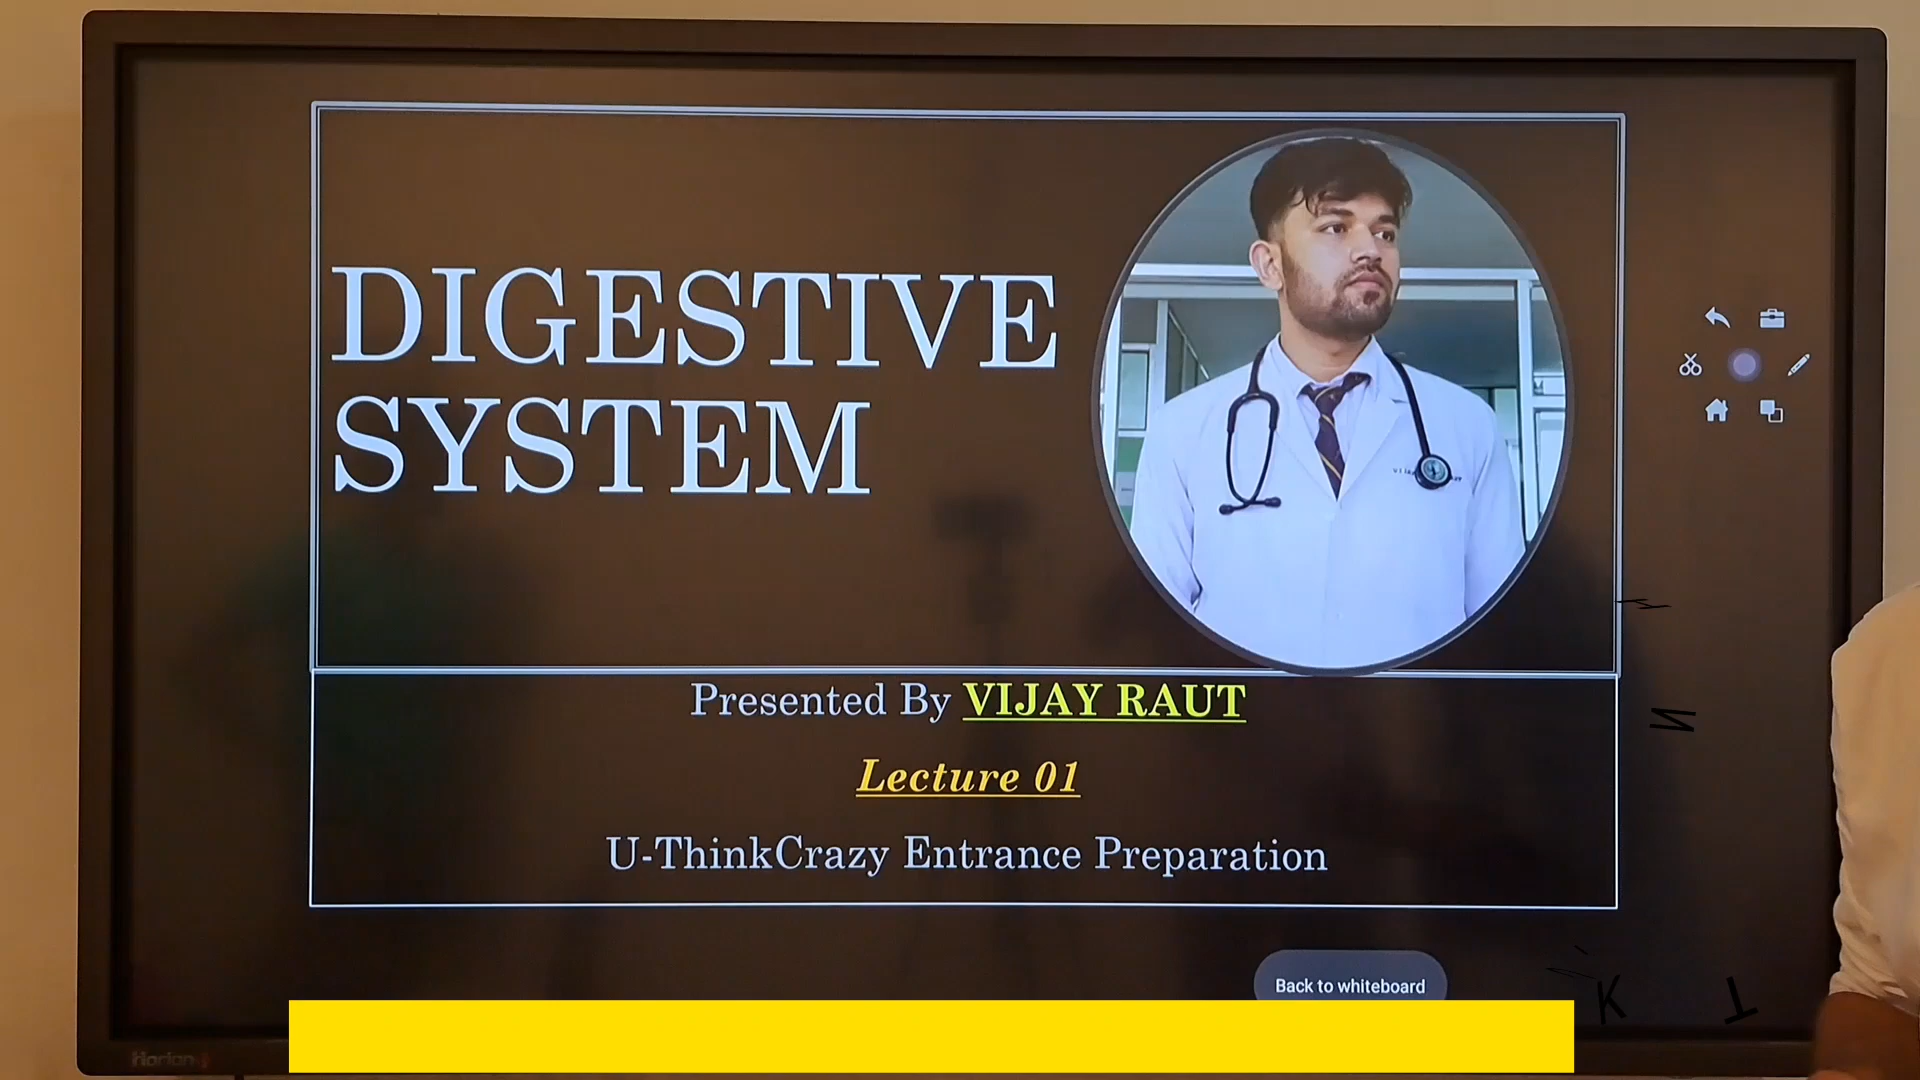 DIGESTIVE
SYSTEM
Presented By VIJAY RAUT
Lecture 01
U-ThinkCrazy Entrance Preparation
Back to whiteboard
K